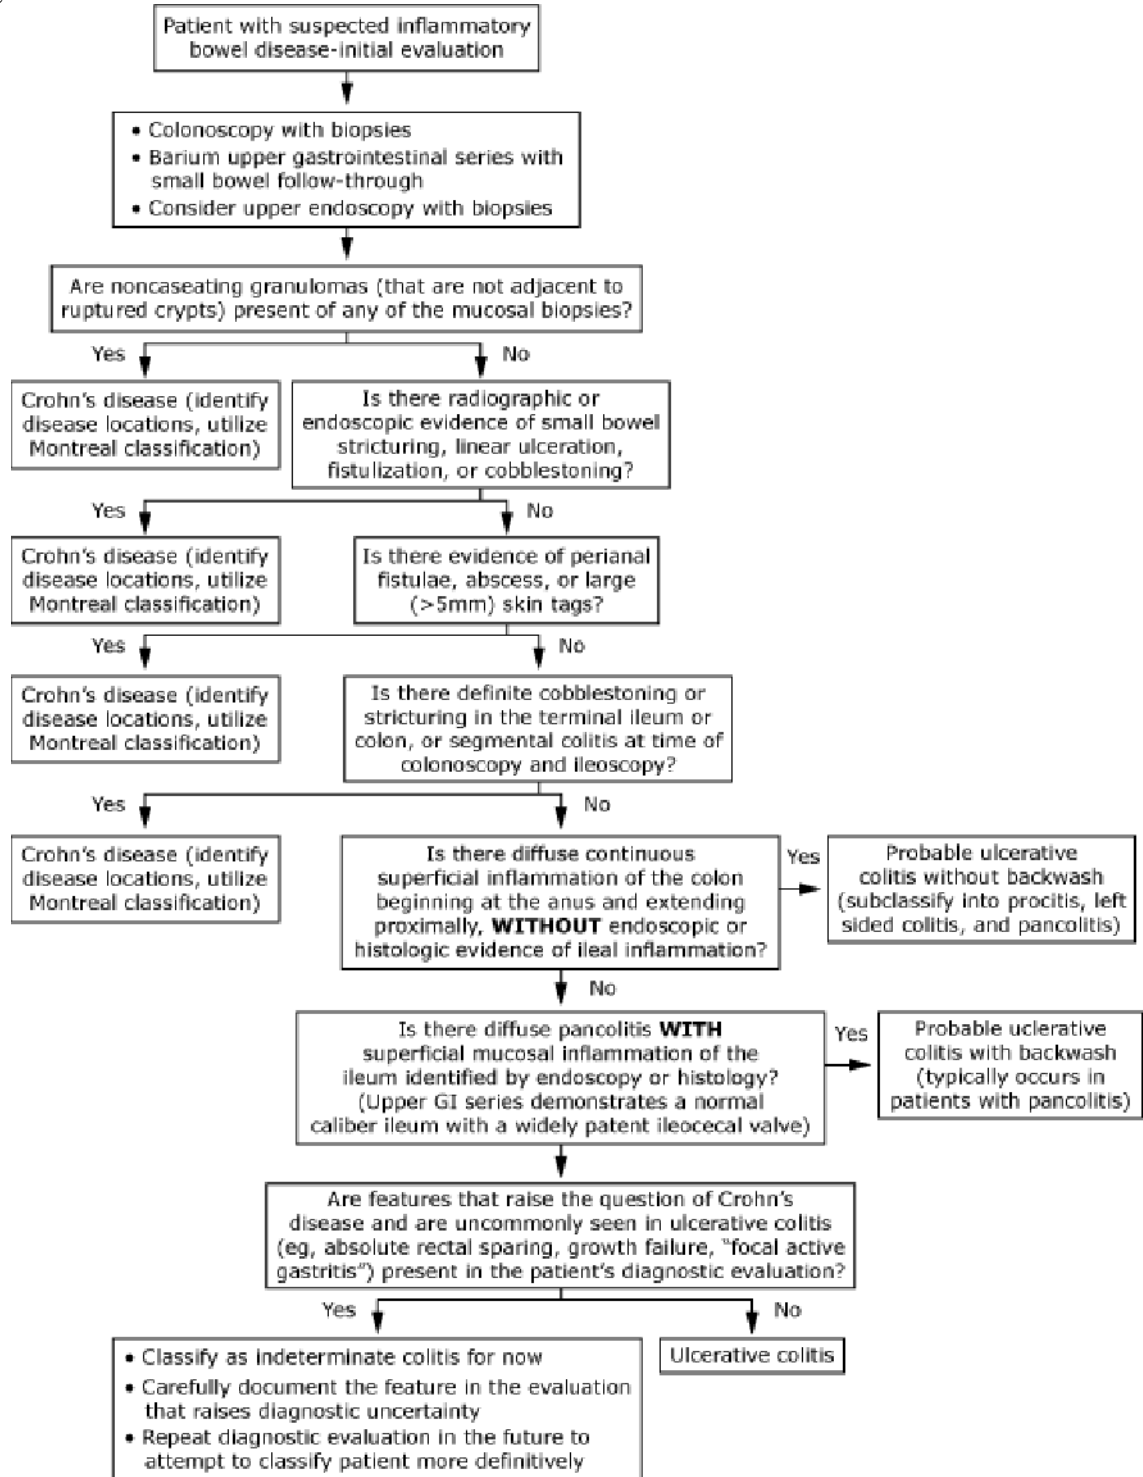 Patient with suspected inflammatory
bowel disease-initial evaluation
• Colonoscopy with biopsies
• Barium upper gastrointestinal series with
small bowel follow-through
• Consider upper endoscopy with biopsies
Are noncaseating granulomas (that are not adjacent to
ruptured crypts) present of any of the mucosal biopsies?
Yes
No
Crohn's disease (identify
disease locations, utilize
Montreal classification)
Is there radiographic or
endoscopic evidence of small bowel
stricturing, linear ulceration,
fistulization, or cobblestoning?
Yes
No
Crohn's disease (identify
disease locations, utilize
Montreal classification)
Is there evidence of perianal
fistulae, abscess, or large
(>5mm) skin tags?
Yes
No
Crohn's disease (identify
disease locations, utilize
Montreal classification)
Is there definite cobblestoning or
stricturing in the terminal ileum or
colon, or segmental colitis at time of
colonoscopy and ileoscopy?
Yes
No
Crohn's disease (identify
disease locations, utilize
Montreal classification)
Is there diffuse continuous
superficial inflammation of the colon
beginning at the anus and extending
proximally, WITHOUT endoscopic or
histologic evidence of ileal inflammation?
Yes
Probable ulcerative
colitis without backwash
(subclassify into procitis, left
sided colitis, and pancolitis)
No
Is there diffuse pancolitis WITH
superficial mucosal inflammation of the
ileum identified by endoscopy or histology?
(Upper GI series demonstrates a normal
caliber ileum with a widely patent ileocecal valve)
Yes
Probable uclerative
colitis with backwash
(typically occurs in
patients with pancolitis)
Are features that raise the question of Crohn's
disease and are uncommonly seen in ulcerative colitis
(eg, absolute rectal sparing, growth failure, "focal active
gastritis") present in the patient's diagnostic evaluation?
Yes
No
• Classify as indeterminate colitis for now
• Carefully document the feature in the evaluation
that raises diagnostic uncertainty
• Repeat diagnostic evaluation in the future to
attempt to classify patient more definitively
Ulcerative colitis